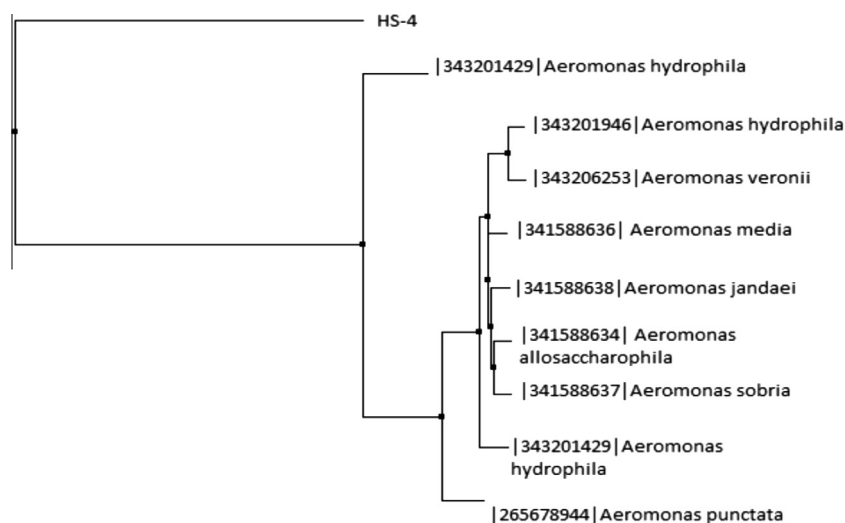 HS-4
|343201429|Aeromonas hydrophila
|343201946|Aeromonas hydrophila
|343206253|Aeromonas veronii
|341588636| Aeromonas media
|341588638|Aeromonas jandaei
|341588634| Aeromonas
allosaccharophila
|341588637|Aeromonas sobria
|343201429|Aeromonas
hydrophila
|265678944|Aeromonas punctata